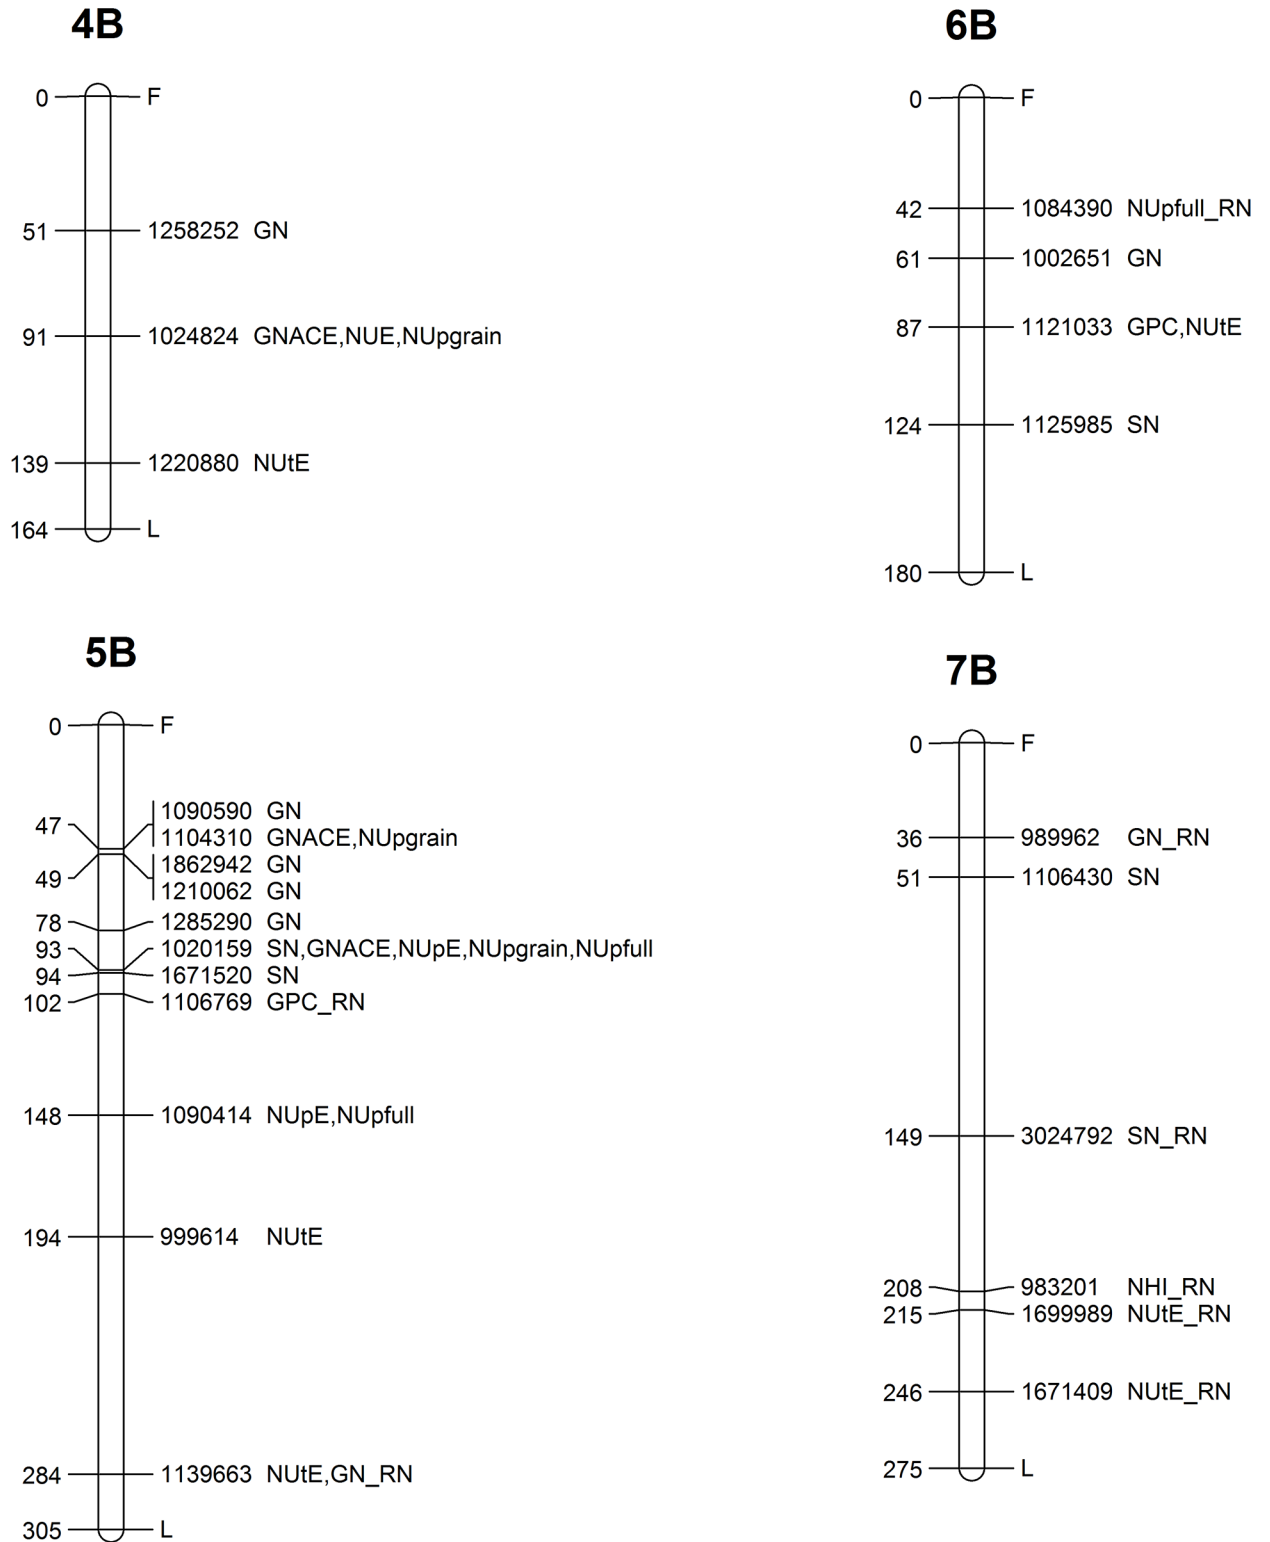 4B
0 F
51 1258252 GN
91 1024824 GNACE,NUE,NUpgrain
139 1220880 NUtE
164 L
6B
0 F
42 1084390 NUpfull_RN
61 1002651 GN
87 1121033 GPC,NUtE
124 1125985 SN
180 L
5B
0 F
47 1090590 GN
1104310 GNACE,NUpgrain
49 1862942 GN
1210062 GN
78 1285290 GN
93 1020159 SN,GNACE,NUpE,NUpgrain,NUpfull
94 1671520 SN
102 1106769 GPC_RN
148 1090414 NUpE,NUpfull
194 999614 NUtE
284 1139663 NUtE,GN_RN
305 L
7B
0 F
36 989962 GN_RN
51 1106430 SN
149 3024792 SN_RN
208 983201 NHI_RN
215 1699989 NUtE_RN
246 1671409 NUtE_RN
275 L